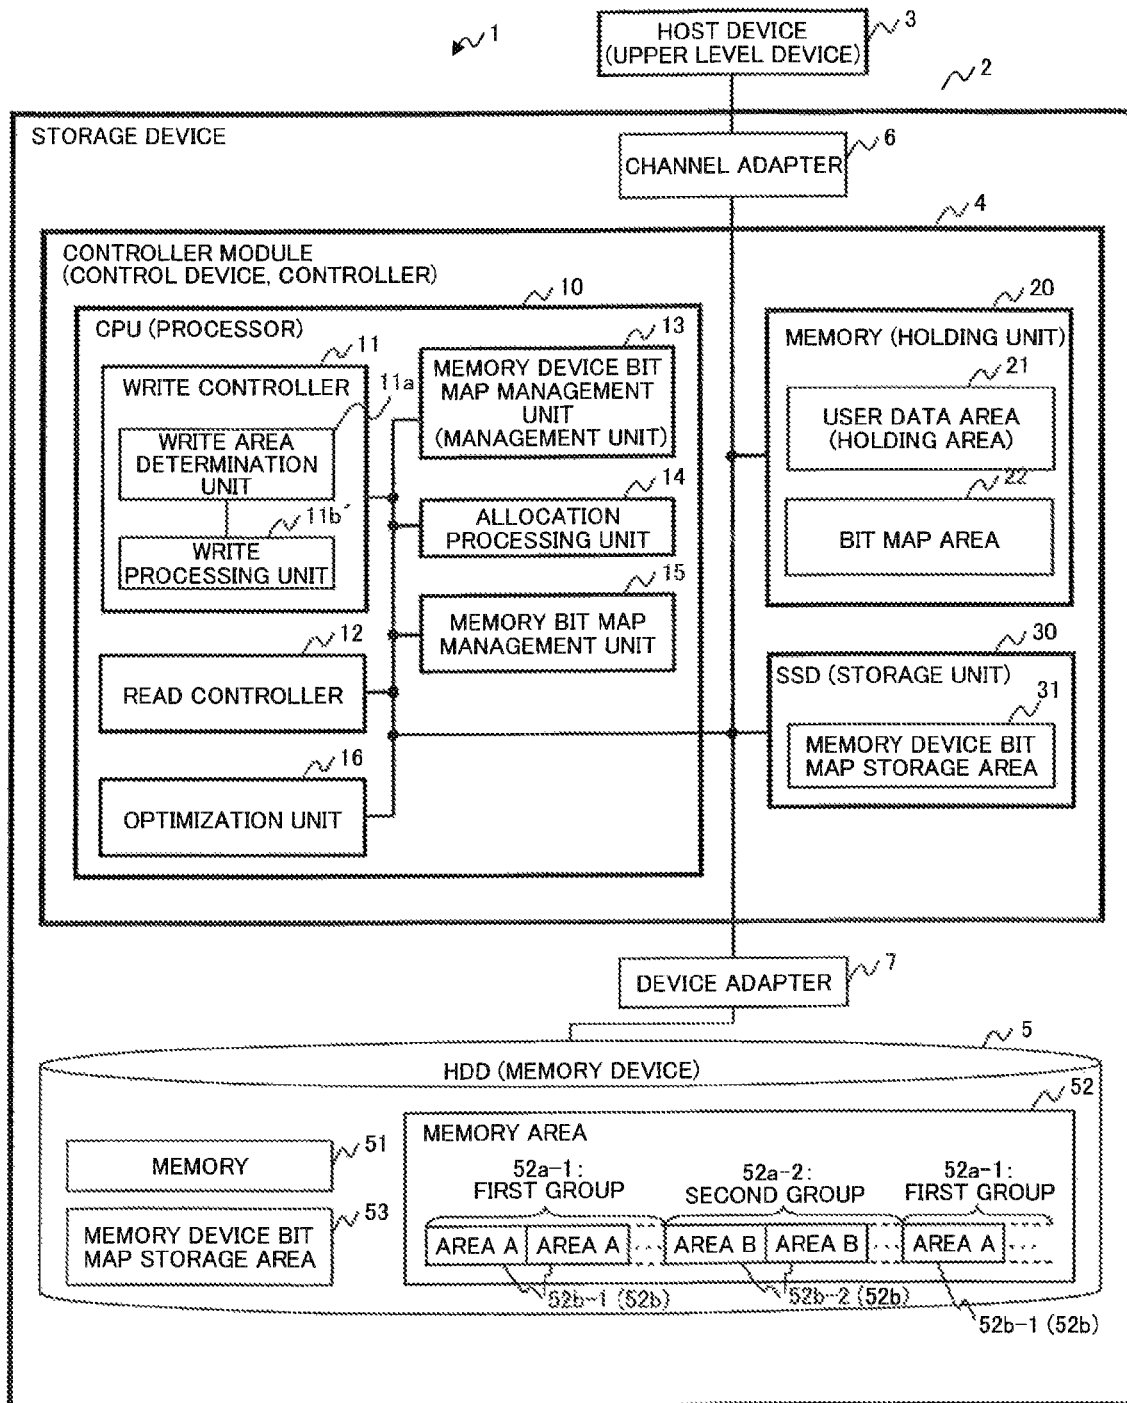 1
HOST DEVICE
(UPPER LEVEL DEVICE)
3
2
STORAGE DEVICE
CHANNEL ADAPTER
6
4
CONTROLLER MODULE
(CONTROL DEVICE, CONTROLLER)
10
CPU (PROCESSOR)
11
WRITE CONTROLLER
11a
WRITE AREA
DETERMINATION
UNIT
11b'
WRITE
PROCESSING UNIT
12
READ CONTROLLER
16
OPTIMIZATION UNIT
13
MEMORY DEVICE BIT
MAP MANAGEMENT
UNIT
(MANAGEMENT UNIT)
14
ALLOCATION
PROCESSING UNIT
15
MEMORY BIT MAP
MANAGEMENT UNIT
20
MEMORY (HOLDING UNIT)
21
USER DATA AREA
(HOLDING AREA)
22
BIT MAP AREA
30
SSD (STORAGE UNIT)
31
MEMORY DEVICE BIT
MAP STORAGE AREA
DEVICE ADAPTER
7
5
HDD (MEMORY DEVICE)
51
MEMORY
53
MEMORY DEVICE BIT
MAP STORAGE AREA
52
MEMORY AREA
52a-1:
FIRST GROUP
52a-2:
SECOND GROUP
52a-1:
FIRST GROUP
AREA A AREA A ... AREA B AREA B ... AREA A ...
52b-1 (52b)
52b-2 (52b)
52b-1 (52b)